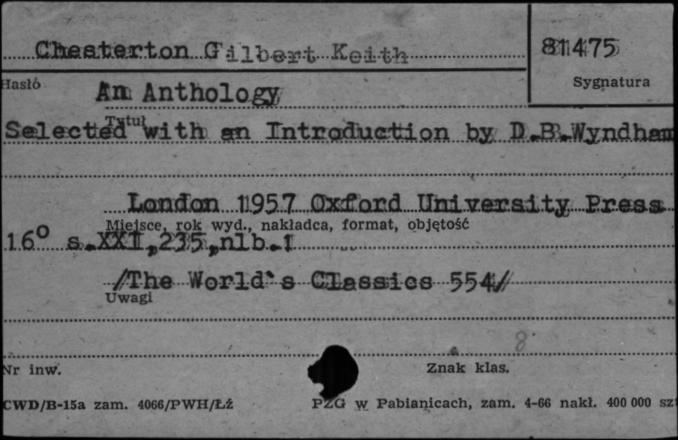 Chesterton Gilbert Keith
81475
Hasło
Sygnatura
An Anthology
Tytuł
Selected with an Introduction by D.B.Wyndham
London 1957 Oxford University Press
Miejsce, rok wyd., nakładca, format, objętość
16° s.XXI,235,nlb.1
/The World's Classics 554/
Uwagi
8
Nr inw.
Znak klas.
CWD/B-15a zam. 4066/PWH/Łź
PZG w Pabianicach, zam. 4-66 nakł. 400 000 szt